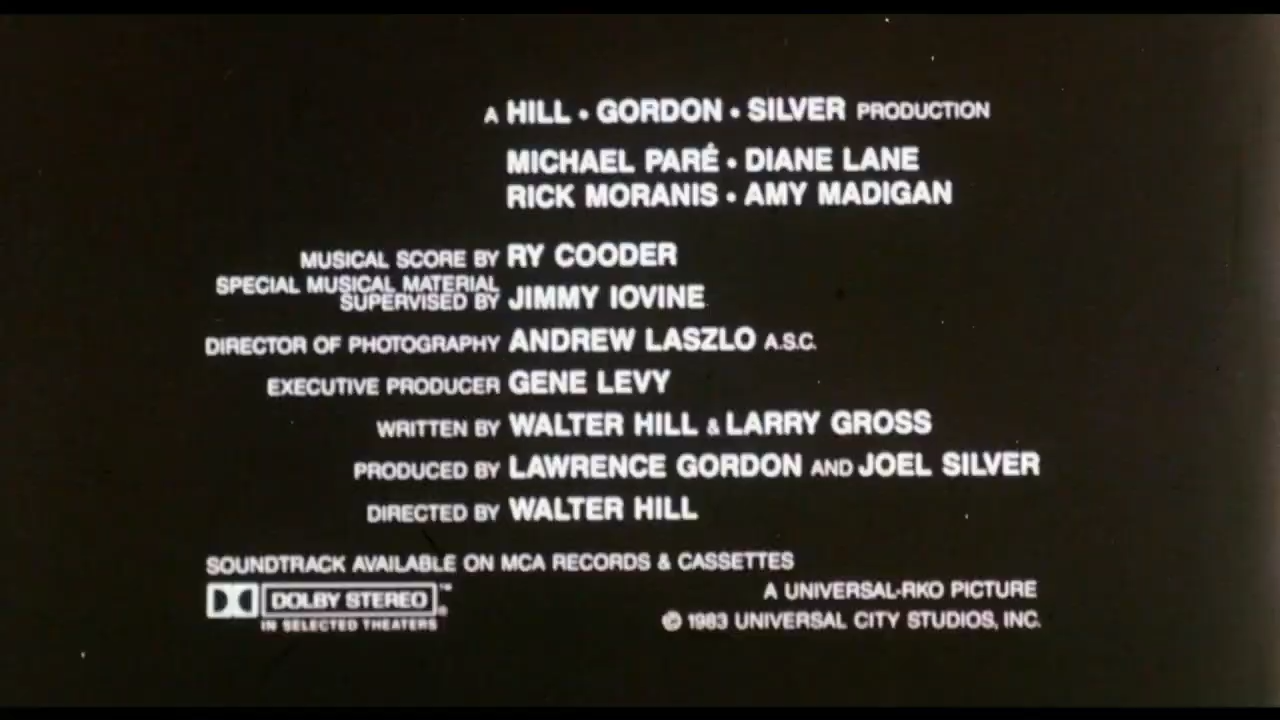 A HILL • GORDON • SILVER PRODUCTION
MICHAEL PARÉ • DIANE LANE
RICK MORANIS • AMY MADIGAN
MUSICAL SCORE BY RY COODER
SPECIAL MUSICAL MATERIAL
SUPERVISED BY JIMMY IOVINE
DIRECTOR OF PHOTOGRAPHY ANDREW LASZLO A.S.C.
EXECUTIVE PRODUCER GENE LEVY
WRITTEN BY WALTER HILL & LARRY GROSS
PRODUCED BY LAWRENCE GORDON AND JOEL SILVER
DIRECTED BY WALTER HILL
SOUNDTRACK AVAILABLE ON MCA RECORDS & CASSETTES
DOLBY STEREO™®
IN SELECTED THEATERS
A UNIVERSAL-RKO PICTURE
© 1983 UNIVERSAL CITY STUDIOS, INC.